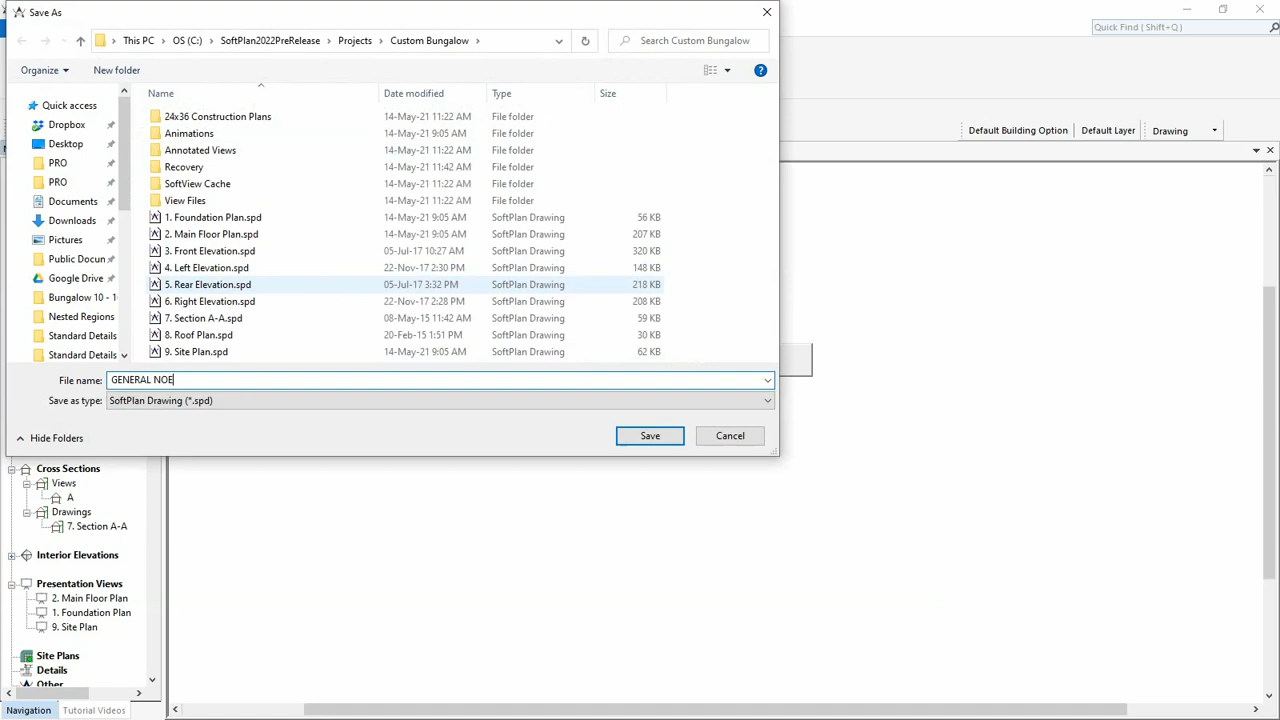 Save As
This PC > OS (C:) > SoftPlan2022PreRelease > Projects > Custom Bungalow >
Search Custom Bungalow
Quick Find ( Shift+Q )
Organize
New folder
Name Date modified Type Size
Quick access
Dropbox
Desktop
PRO
PRO
Documents
Downloads
Pictures
Public Docun
Google Drive
Bungalow 10 - 1
Nested Regions
Standard Details
Standard Details
24x36 Construction Plans 14-May-21 11:22 AM File folder
Animations 14-May-21 9:05 AM File folder
Annotated Views 14-May-21 11:22 AM File folder
Recovery 14-May-21 11:42 AM File folder
SoftView Cache 14-May-21 11:22 AM File folder
View Files 14-May-21 11:22 AM File folder
1. Foundation Plan.spd 14-May-21 9:05 AM SoftPlan Drawing 56 KB
2. Main Floor Plan.spd 14-May-21 9:05 AM SoftPlan Drawing 207 KB
3. Front Elevation.spd 05-Jul-17 10:27 AM SoftPlan Drawing 320 KB
4. Left Elevation.spd 22-Nov-17 2:30 PM SoftPlan Drawing 148 KB
5. Rear Elevation.spd 05-Jul-17 3:32 PM SoftPlan Drawing 218 KB
6. Right Elevation.spd 22-Nov-17 2:28 PM SoftPlan Drawing 208 KB
7. Section A-A.spd 08-May-15 11:42 AM SoftPlan Drawing 59 KB
8. Roof Plan.spd 20-Feb-15 1:51 PM SoftPlan Drawing 30 KB
9. Site Plan.spd 14-May-21 9:05 AM SoftPlan Drawing 62 KB
Default Building Option Default Layer Drawing
File name: GENERAL NOE
Save as type: SoftPlan Drawing (*.spd)
Hide Folders
Save
Cancel
Cross Sections
Views
A
Drawings
7. Section A-A
Interior Elevations
Presentation Views
2. Main Floor Plan
1. Foundation Plan
9. Site Plan
Site Plans
Details
Other
Navigation
Tutorial Videos